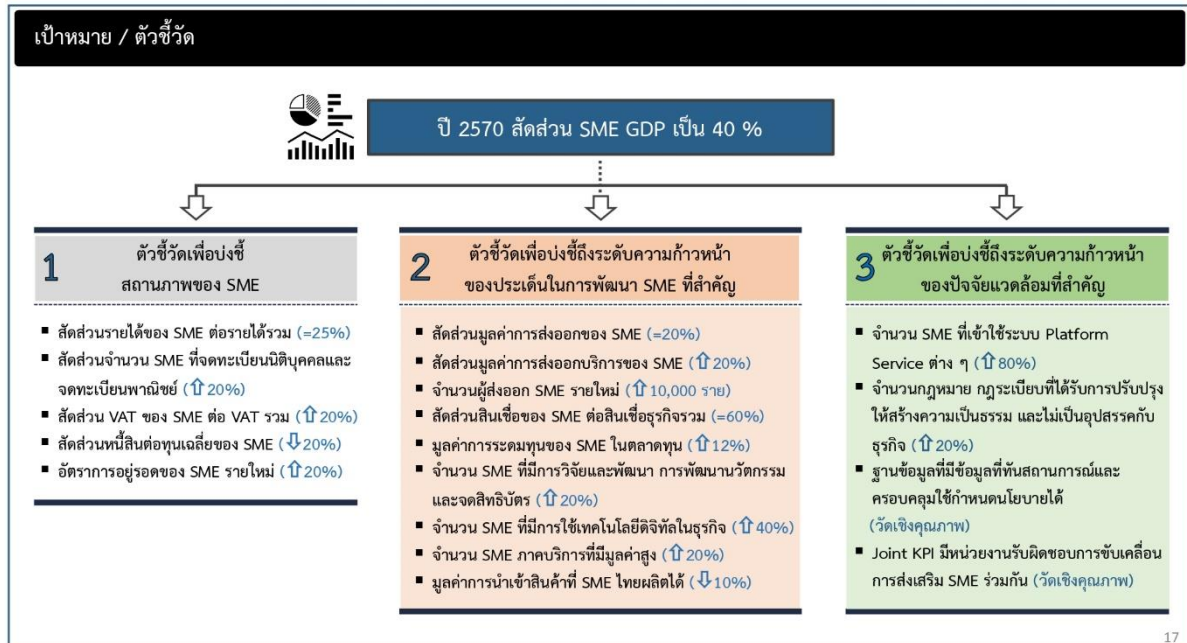 เป้าหมาย / ตัวชี้วัด
ปี 2570 สัดส่วน SME GDP เป็น 40 %
1
ตัวชี้วัดเพื่อบ่งชี้
สถานภาพของ SME
▪ สัดส่วนรายได้ของ SME ต่อรายได้รวม (=25%)
▪ สัดส่วนจำนวน SME ที่จดทะเบียนนิติบุคคลและ
จดทะเบียนพาณิชย์ (⇧20%)
▪ สัดส่วน VAT ของ SME ต่อ VAT รวม (⇧20%)
▪ สัดส่วนหนี้สินต่อทุนเฉลี่ยของ SME (⇩20%)
▪ อัตราการอยู่รอดของ SME รายใหม่ (⇧20%)
2
ตัวชี้วัดเพื่อบ่งชี้ถึงระดับความก้าวหน้า
ของประเด็นในการพัฒนา SME ที่สำคัญ
▪ สัดส่วนมูลค่าการส่งออกของ SME (=20%)
▪ สัดส่วนมูลค่าการส่งออกบริการของ SME (⇧20%)
▪ จำนวนผู้ส่งออก SME รายใหม่ (⇧10,000 ราย)
▪ สัดส่วนสินเชื่อของ SME ต่อสินเชื่อธุรกิจรวม (=60%)
▪ มูลค่าการระดมทุนของ SME ในตลาดทุน (⇧12%)
▪ จำนวน SME ที่มีการวิจัยและพัฒนา การพัฒนานวัตกรรม
และจดสิทธิบัตร (⇧20%)
▪ จำนวน SME ที่มีการใช้เทคโนโลยีดิจิทัลในธุรกิจ (⇧40%)
▪ จำนวน SME ภาคบริการที่มีมูลค่าสูง (⇧20%)
▪ มูลค่าการนำเข้าสินค้าที่ SME ไทยผลิตได้ (⇩10%)
3
ตัวชี้วัดเพื่อบ่งชี้ถึงระดับความก้าวหน้า
ของปัจจัยแวดล้อมที่สำคัญ
▪ จำนวน SME ที่เข้าใช้ระบบ Platform
Service ต่าง ๆ (⇧80%)
▪ จำนวนกฎหมาย กฎระเบียบที่ได้รับการปรับปรุง
ให้สร้างความเป็นธรรม และไม่เป็นอุปสรรคกับ
ธุรกิจ (⇧20%)
▪ ฐานข้อมูลที่มีข้อมูลที่ทันสถานการณ์และ
ครอบคลุมใช้กำหนดนโยบายได้
(วัดเชิงคุณภาพ)
▪ Joint KPI มีหน่วยงานรับผิดชอบการขับเคลื่อน
การส่งเสริม SME ร่วมกัน (วัดเชิงคุณภาพ)
17